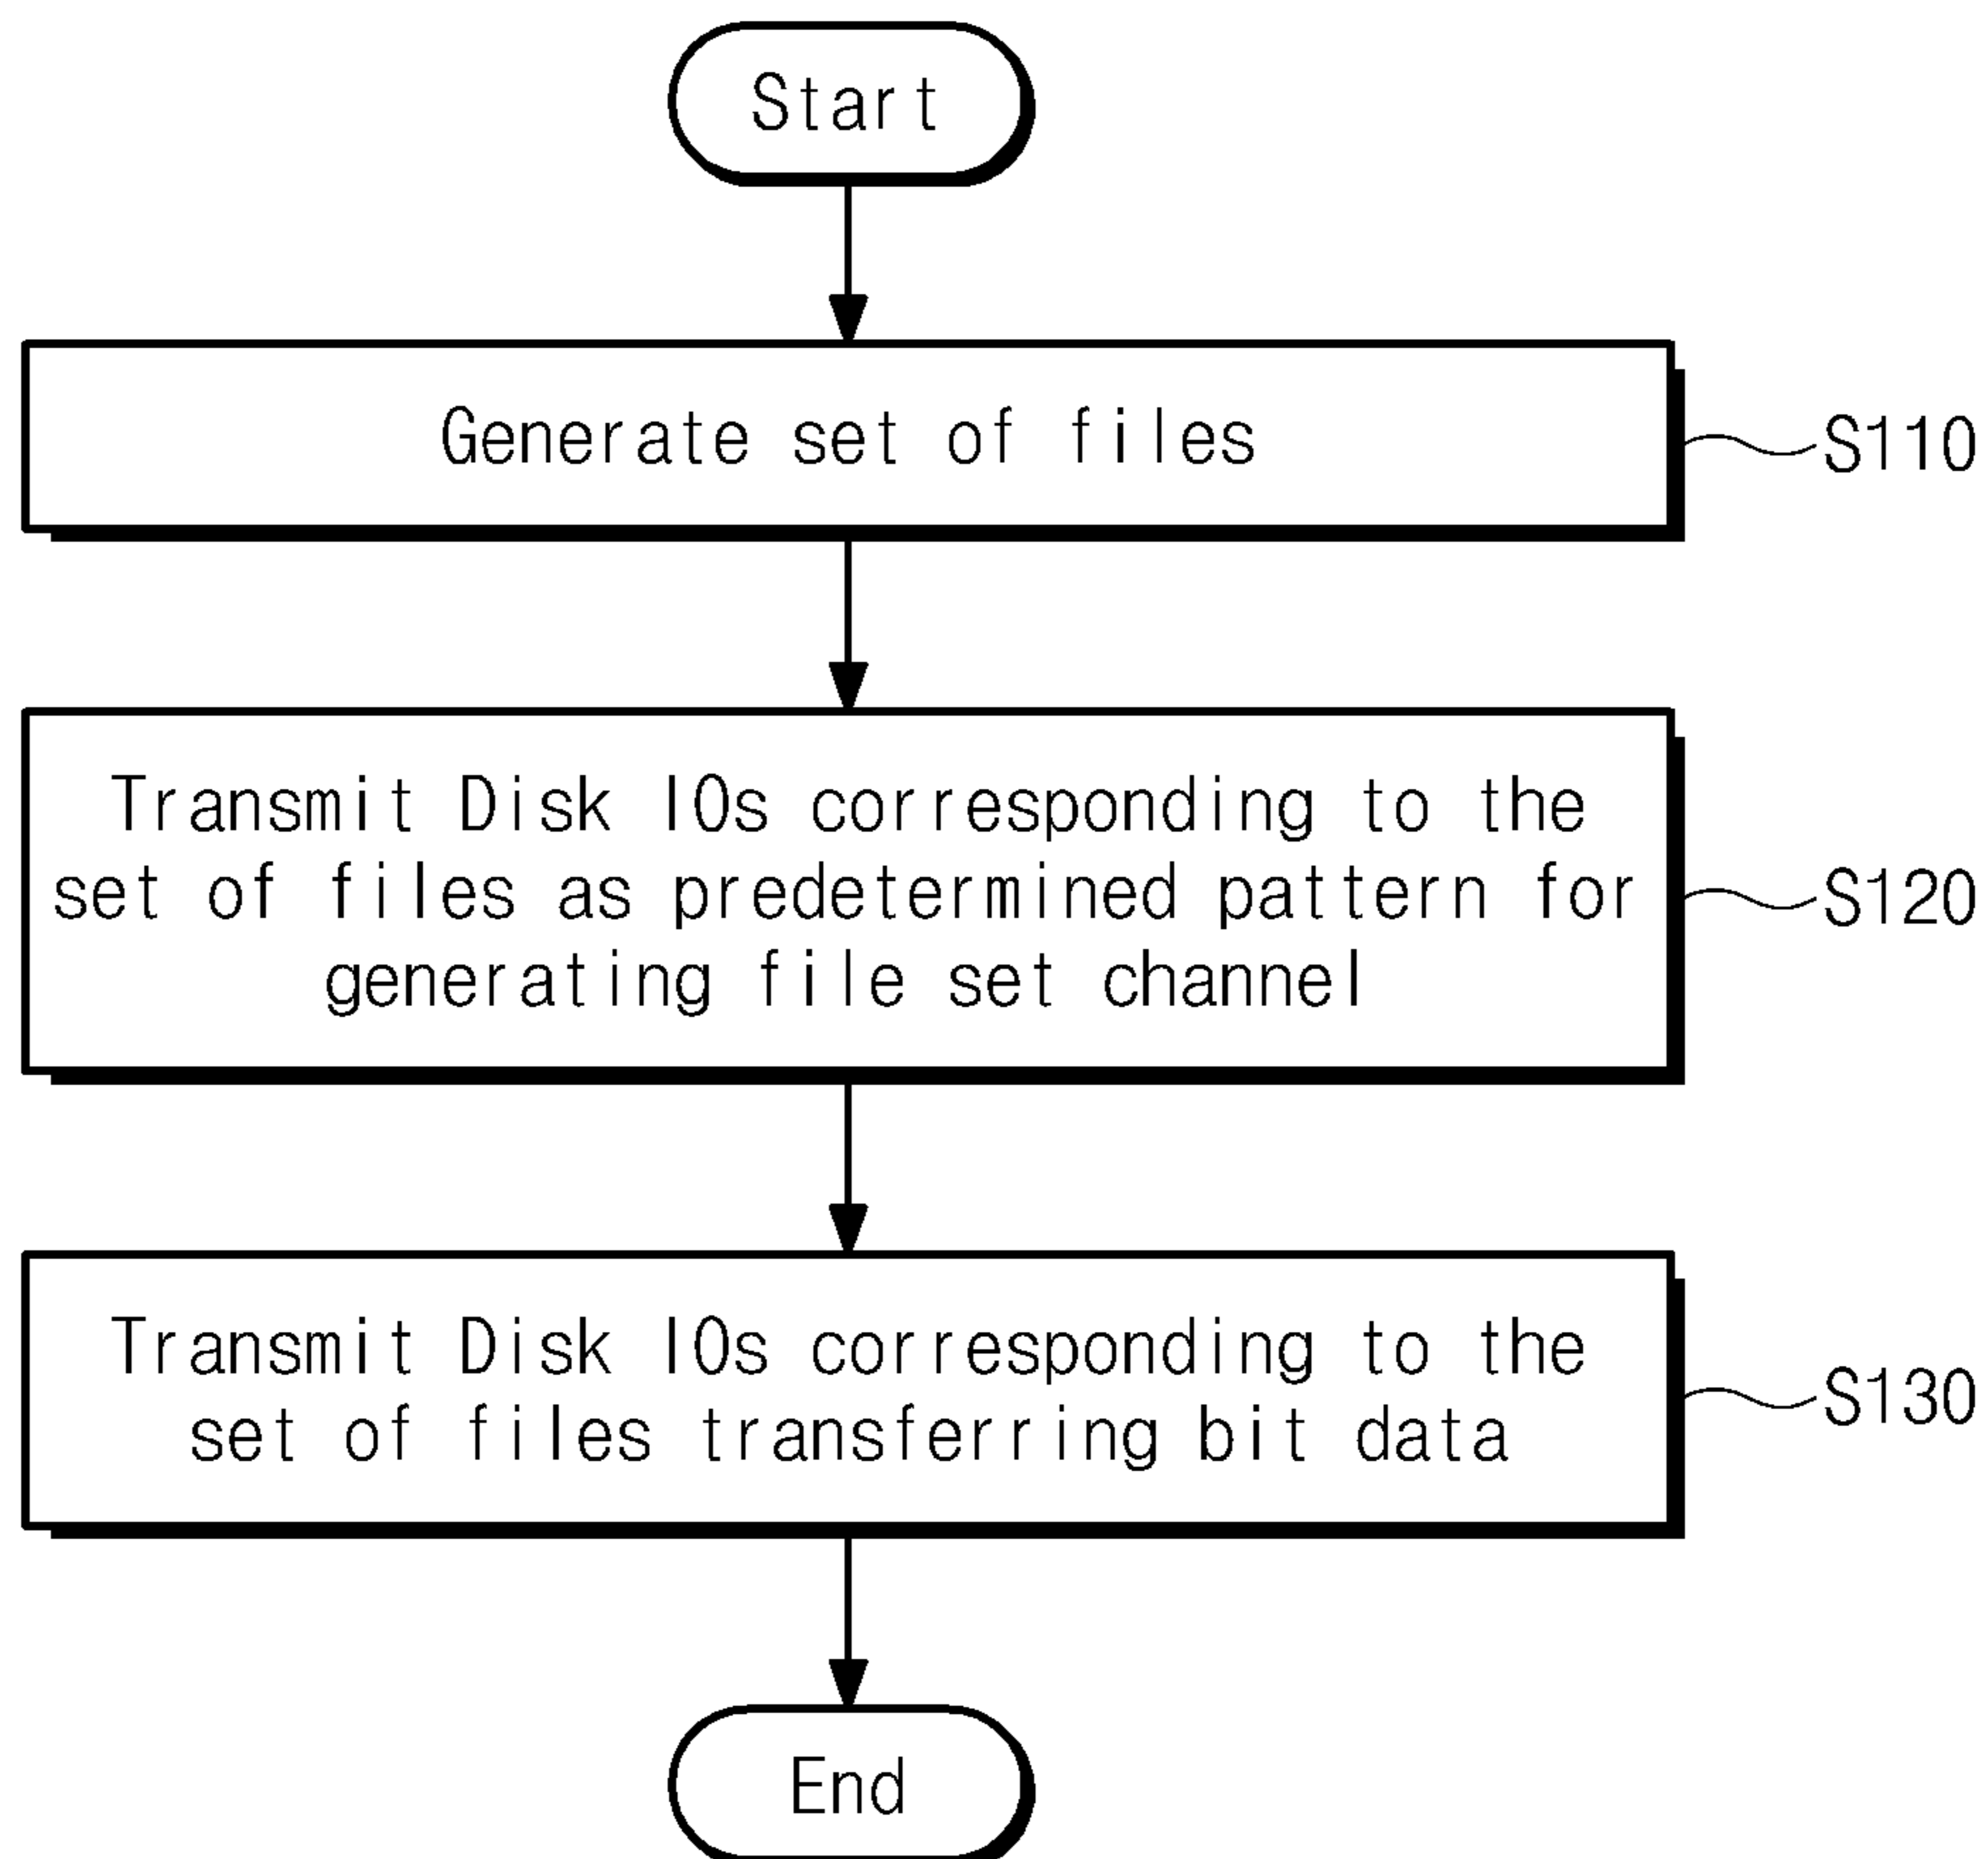 Start
Generate set of files
S110
Transmit Disk IOs corresponding to the
set of files as predetermined pattern for
generating file set channel
S120
Transmit Disk IOs corresponding to the
set of files transferring bit data
S130
End